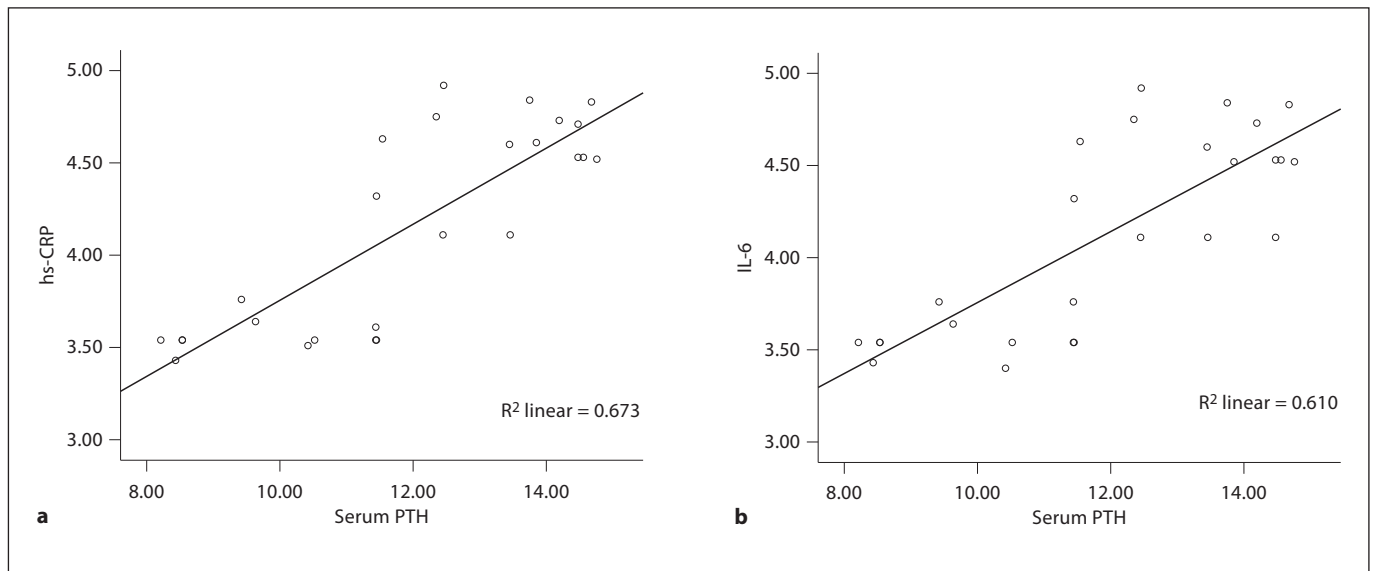 5.00
4.50
4.00
3.50
3.00
hs-CRP
R² linear = 0.673
8.00 10.00 12.00 14.00
Serum PTH
a
5.00
4.50
4.00
3.50
3.00
IL-6
R² linear = 0.610
8.00 10.00 12.00 14.00
Serum PTH
b